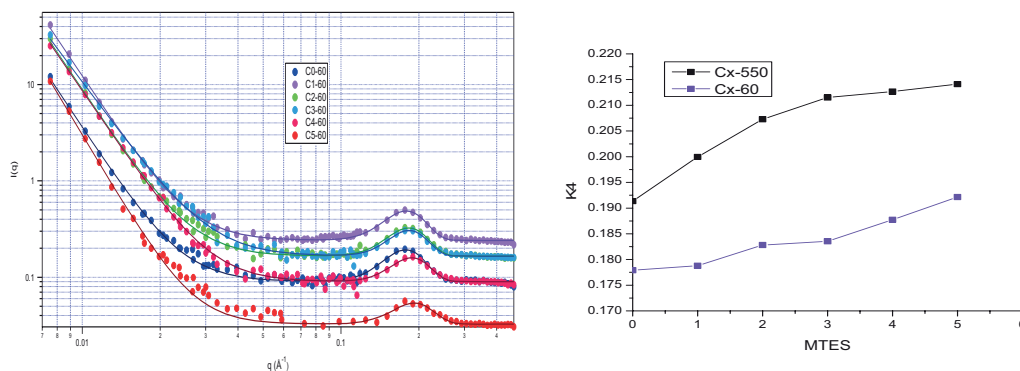 10
1
0.1
I(q)
C0-60
C1-60
C2-60
C3-60
C4-60
C5-60
7 8 9 0.01 2 3 4 5 6 7 8 9 0.1 2 3 4
q (Å⁻¹)
0.220
0.215
0.210
0.205
0.200
0.195
0.190
0.185
0.180
0.175
0.170
K4
Cx-550
Cx-60
0 1 2 3 4 5 6
MTES